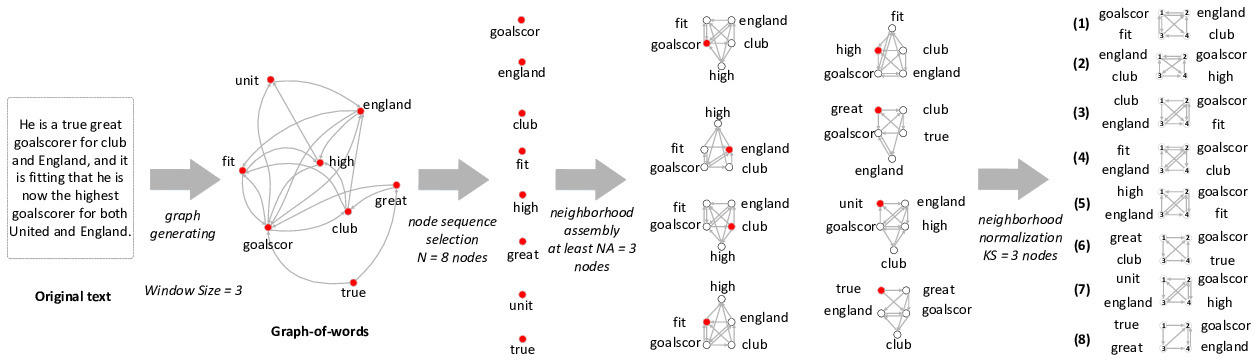 He is a true great
goalscorer for club
and England, and it
is fitting that he is
now the highest
goalscorer for both
United and England.
Original text
graph
generating
Window Size = 3
unit
england
fit
high
great
club
goalscor
true
Graph-of-words
node sequence
selection
N = 8 nodes
goalscor
england
club
fit
high
great
unit
true
neighborhood
assembly
at least NA = 3
nodes
fit
england
goalscor
club
high
high
fit
england
goalscor
club
fit
england
goalscor
club
high
high
fit
england
goalscor
club
fit
high
club
goalscor
england
great
club
goalscor
true
england
unit
england
goalscor
high
club
true
great
england
goalscor
club
neighborhood
normalization
KS = 3 nodes
(1) goalscor 1 2 england
fit 3 4 club
(2) england 1 2 goalscor
club 3 4 high
(3) club 1 2 goalscor
england 3 4 fit
(4) fit 1 2 goalscor
england 3 4 club
(5) high 1 2 goalscor
england 3 4 fit
(6) great 1 2 goalscor
club 3 4 true
(7) unit 1 2 goalscor
england 3 4 high
(8) true 1 2 goalscor
great 3 4 england